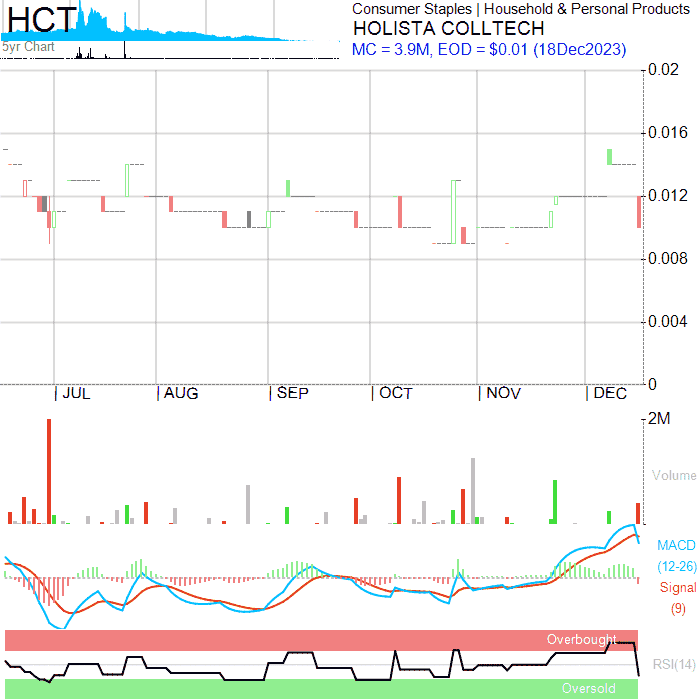 HCT
5yr Chart
Consumer Staples | Household & Personal Products
HOLISTA COLLTECH
MC = 3.9M, EOD = $0.01 (18Dec2023)
0.02
0.016
0.012
0.008
0.004
0
| JUL | AUG | SEP | OCT | NOV | DEC
2M
Volume
MACD
(12-26)
Signal
(9)
Overbought
RSI(14)
Oversold